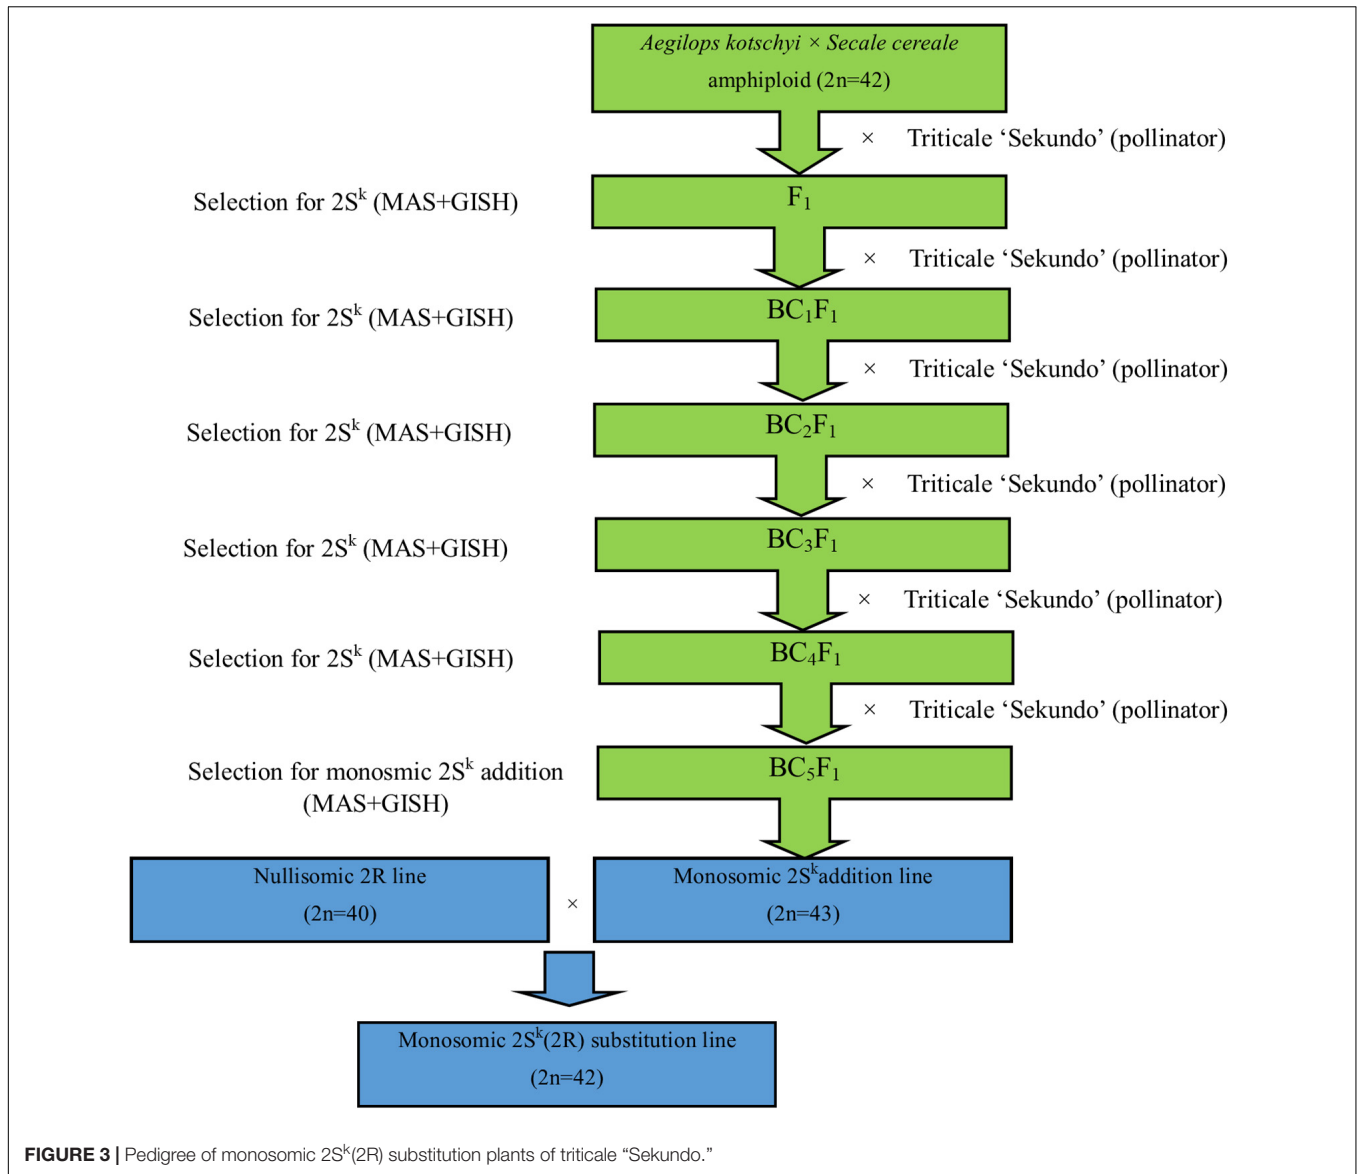 Aegilops kotschyi × Secale cereale
amphiploid (2n=42)
× Triticale ‘Sekundo’ (pollinator)
Selection for 2Sᵏ (MAS+GISH)
F₁
× Triticale ‘Sekundo’ (pollinator)
Selection for 2Sᵏ (MAS+GISH)
BC₁F₁
× Triticale ‘Sekundo’ (pollinator)
Selection for 2Sᵏ (MAS+GISH)
BC₂F₁
× Triticale ‘Sekundo’ (pollinator)
Selection for 2Sᵏ (MAS+GISH)
BC₃F₁
× Triticale ‘Sekundo’ (pollinator)
Selection for 2Sᵏ (MAS+GISH)
BC₄F₁
× Triticale ‘Sekundo’ (pollinator)
Selection for monosmic 2Sᵏ addition
(MAS+GISH)
BC₅F₁
Nullisomic 2R line
(2n=40)
×
Monosomic 2Sᵏaddition line
(2n=43)
Monosomic 2Sᵏ(2R) substitution line
(2n=42)
FIGURE 3 | Pedigree of monosomic 2Sᵏ(2R) substitution plants of triticale “Sekundo.”